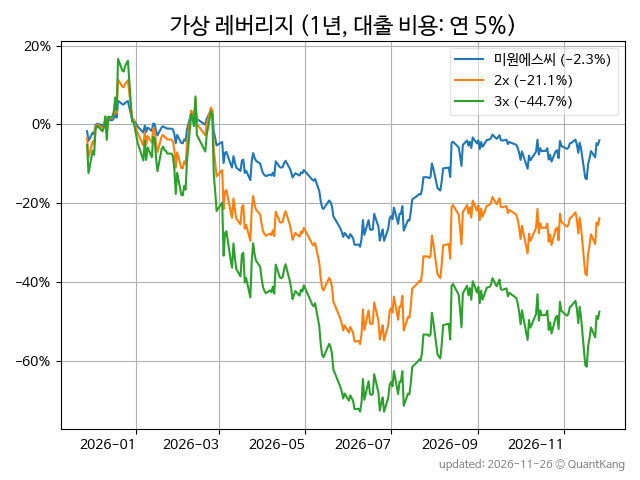 가상 레버리지 (1년, 대출 비용: 연 5%)
미원에스씨 (−2.3%)
2x (−21.1%)
3x (−44.7%)
20%
0%
−20%
−40%
−60%
2026-01 2026-03 2026-05 2026-07 2026-09 2026-11
updated: 2026-11-26 © QuantKang